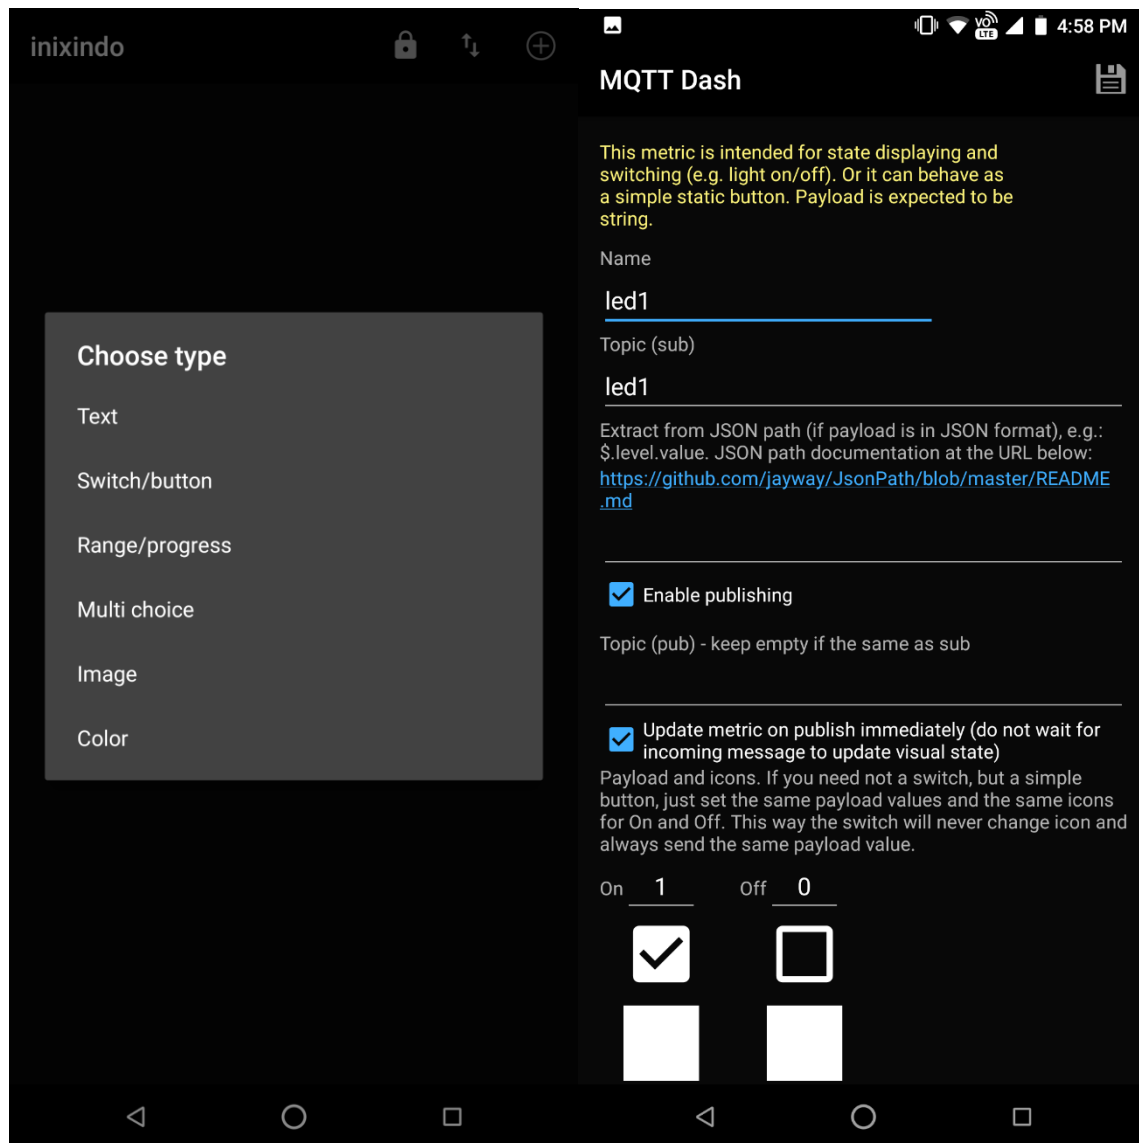 inixindo
Choose type
Text
Switch/button
Range/progress
Multi choice
Image
Color
VO
LTE
4:58 PM
MQTT Dash
This metric is intended for state displaying and
switching (e.g. light on/off). Or it can behave as
a simple static button. Payload is expected to be
string.
Name
led1
Topic (sub)
led1
Extract from JSON path (if payload is in JSON format), e.g.:
$.level.value. JSON path documentation at the URL below:
https://github.com/jayway/JsonPath/blob/master/README
.md
Enable publishing
Topic (pub) - keep empty if the same as sub
Update metric on publish immediately (do not wait for
incoming message to update visual state)
Payload and icons. If you need not a switch, but a simple
button, just set the same payload values and the same icons
for On and Off. This way the switch will never change icon and
always send the same payload value.
On 1 Off 0